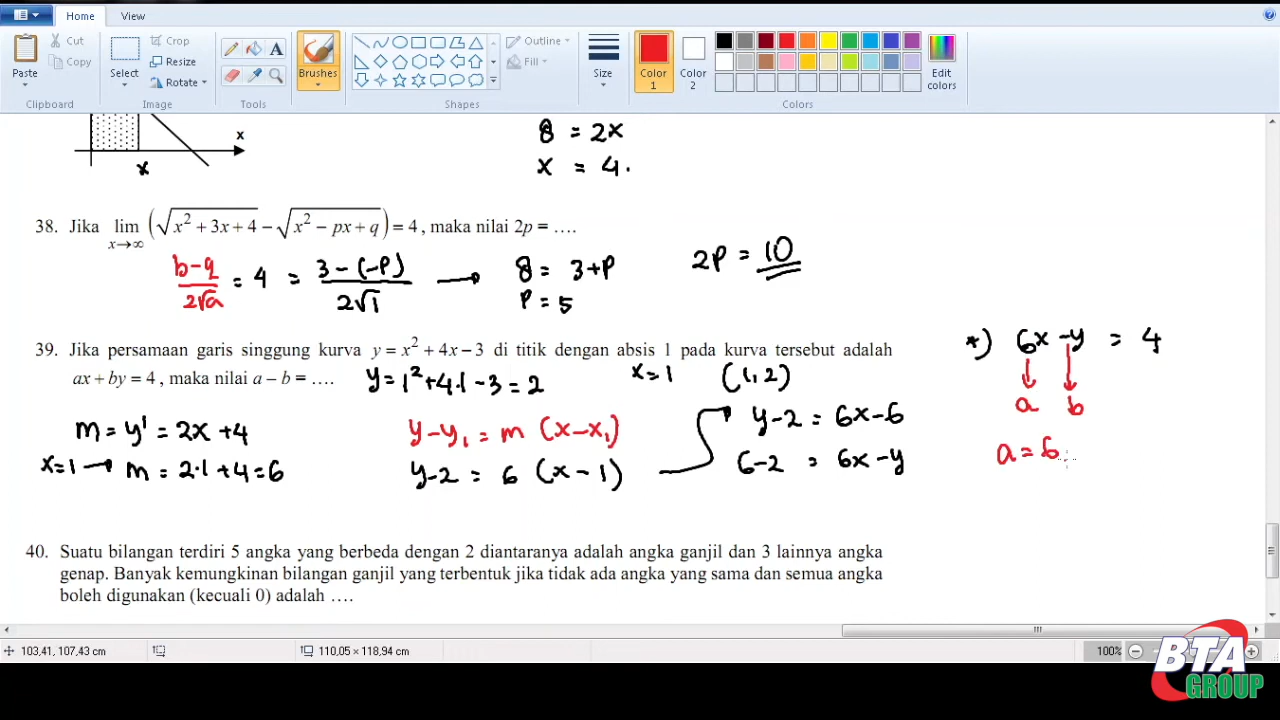 Home View
Cut
Copy
Paste
Clipboard
Crop
Resize
Rotate
Select
Image
A
Tools
Brushes
Outline
Fill
Shapes
Size
Color 1
Color 2
Edit colors
Colors
x
x
8 = 2x
x = 4.
38. Jika lim x→∞ (√(x² + 3x + 4) − √(x² − px + q)) = 4 , maka nilai 2p = ….
(b-q)/(2√a) = 4 = (3-(-P))/(2√1) → 8 = 3+P
P = 5
2P = 10
39. Jika persamaan garis singgung kurva y = x² + 4x − 3 di titik dengan absis 1 pada kurva tersebut adalah
ax + by = 4 , maka nilai a – b = ….
y = 1² + 4.1 - 3 = 2
x=1 (1,2)
m = y' = 2x + 4
x=1 → m = 2.1 + 4 = 6
y-y₁ = m (x-x₁)
y-2 = 6 (x-1)
y-2 = 6x-6
6-2 = 6x-y
*) 6x -y = 4
a b
a = 6
40. Suatu bilangan terdiri 5 angka yang berbeda dengan 2 diantaranya adalah angka ganjil dan 3 lainnya angka
genap. Banyak kemungkinan bilangan ganjil yang terbentuk jika tidak ada angka yang sama dan semua angka
boleh digunakan (kecuali 0) adalah ….
103,41, 107,43 cm
110,05 × 118,94 cm
100%
BTA
GROUP